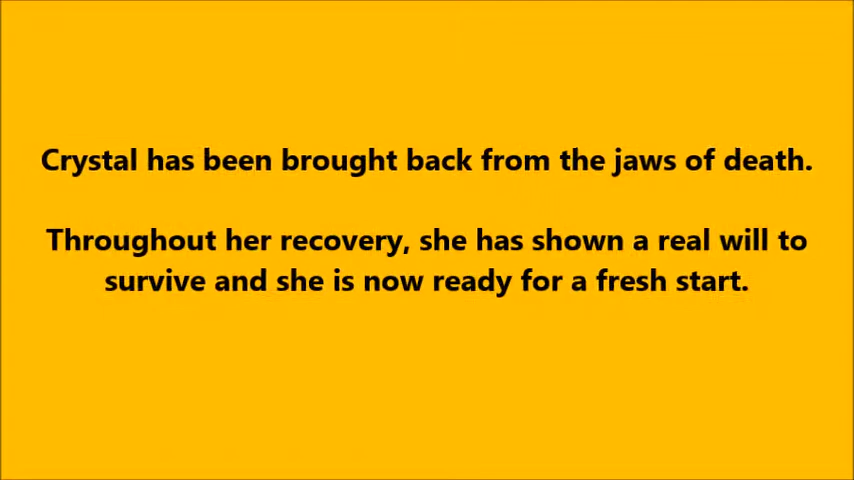 Crystal has been brought back from the jaws of death.
Throughout her recovery, she has shown a real will to
survive and she is now ready for a fresh start.